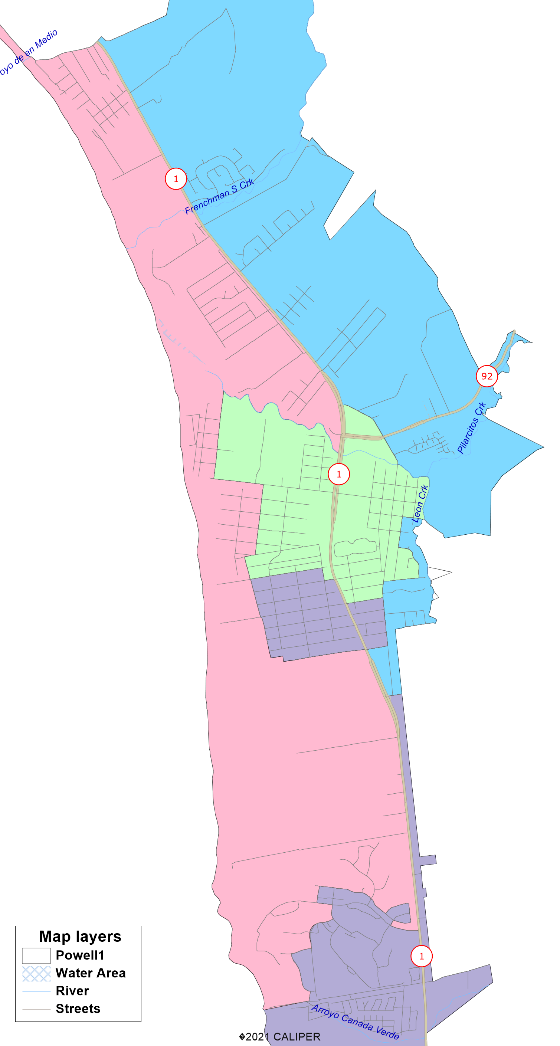 oyo de en Medio
1
Frenchman S Crk
92
Pilarcitos Crk
1
Leon Crk
1
Arroyo Canada Verde
Map layers
Powell1
Water Area
River
Streets
�2021 CALIPER